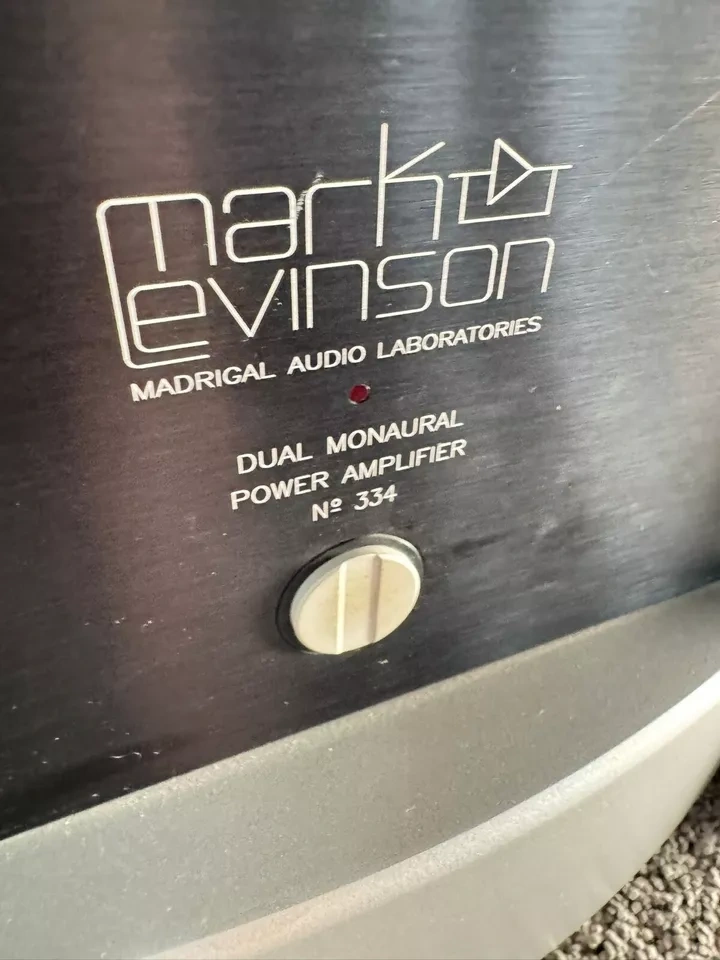 mark
Levinson
MADRIGAL AUDIO LABORATORIES
DUAL MONAURAL
POWER AMPLIFIER
Nº 334